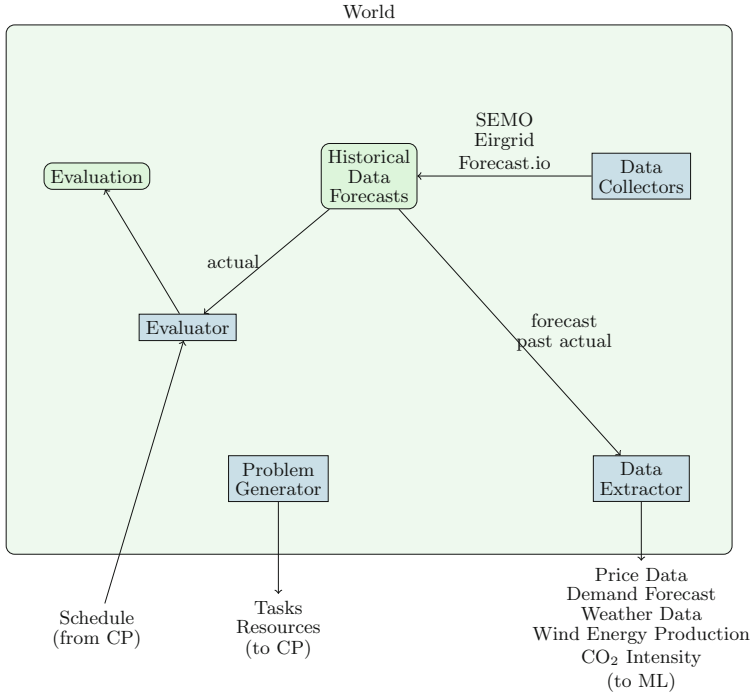 World
SEMO
Eirgrid
Forecast.io
Historical
Data
Forecasts
Data
Collectors
Evaluation
actual
forecast
past actual
Evaluator
Problem
Generator
Data
Extractor
Schedule
(from CP)
Tasks
Resources
(to CP)
Price Data
Demand Forecast
Weather Data
Wind Energy Production
CO₂ Intensity
(to ML)